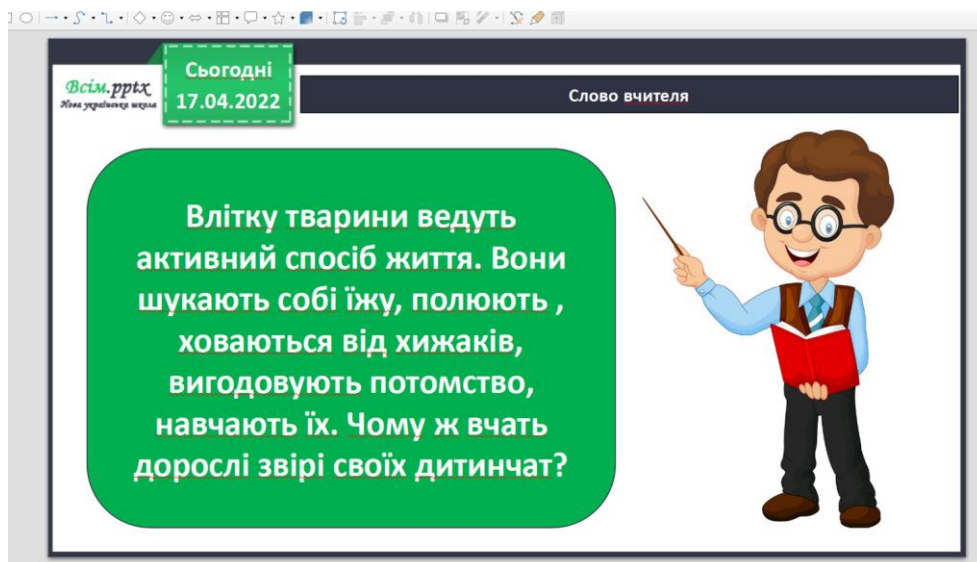 Всім.pptx
Нова українська школа
Сьогодні
17.04.2022
Слово вчителя
Влітку тварини ведуть
активний спосіб життя. Вони
шукають собі їжу, полюють ,
ховаються від хижаків,
вигодовують потомство,
навчають їх. Чому ж вчать
дорослі звірі своїх дитинчат?